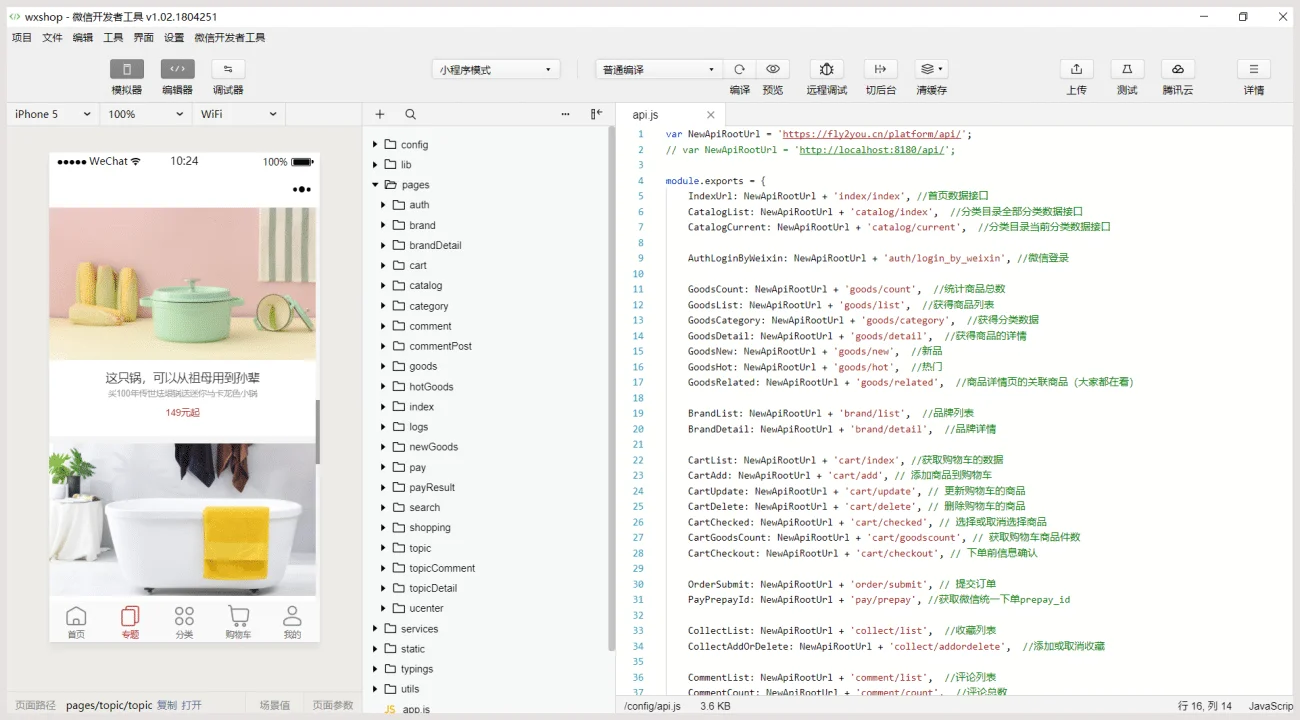 wxshop - 微信开发者工具 v1.02.1804251
项目 文件 编辑 工具 界面 设置 微信开发者工具
小程序模式 普通编译
模拟器 编辑器 调试器 编译 预览 远程调试 切后台 清缓存 上传 测试 腾讯云 详情
iPhone 5 100% WiFi
WeChat 10:24 100%
这只锅，可以从祖母用到孙辈
149元起
首页 专题 分类 购物车 我的
页面路径 pages/topic/topic 复制 打开 场景值 页面参数
config
lib
pages
auth
brand
brandDetail
cart
catalog
category
comment
commentPost
goods
hotGoods
index
logs
newGoods
pay
payResult
search
shopping
topic
topicComment
topicDetail
ucenter
services
static
typings
utils
JS app.js
api.js
1 var NewApiRootUrl = 'https://fly2you.cn/platform/api/';
2 // var NewApiRootUrl = 'http://localhost:8180/api/';
3
4 module.exports = {
5 IndexUrl: NewApiRootUrl + 'index/index', //首页数据接口
6 CatalogList: NewApiRootUrl + 'catalog/index', //分类目录全部分类数据接口
7 CatalogCurrent: NewApiRootUrl + 'catalog/current', //分类目录当前分类数据接口
8
9 AuthLoginByWeixin: NewApiRootUrl + 'auth/login_by_weixin', //微信登录
10
11 GoodsCount: NewApiRootUrl + 'goods/count', //统计商品总数
12 GoodsList: NewApiRootUrl + 'goods/list', //获得商品列表
13 GoodsCategory: NewApiRootUrl + 'goods/category', //获得分类数据
14 GoodsDetail: NewApiRootUrl + 'goods/detail', //获得商品的详情
15 GoodsNew: NewApiRootUrl + 'goods/new', //新品
16 GoodsHot: NewApiRootUrl + 'goods/hot', //热门
17 GoodsRelated: NewApiRootUrl + 'goods/related', //商品详情页的关联商品（大家都在看）
18
19 BrandList: NewApiRootUrl + 'brand/list', //品牌列表
20 BrandDetail: NewApiRootUrl + 'brand/detail', //品牌详情
21
22 CartList: NewApiRootUrl + 'cart/index', //获取购物车的数据
23 CartAdd: NewApiRootUrl + 'cart/add', // 添加商品到购物车
24 CartUpdate: NewApiRootUrl + 'cart/update', // 更新购物车的商品
25 CartDelete: NewApiRootUrl + 'cart/delete', // 删除购物车的商品
26 CartChecked: NewApiRootUrl + 'cart/checked', // 选择或取消选择商品
27 CartGoodsCount: NewApiRootUrl + 'cart/goodscount', // 获取购物车商品件数
28 CartCheckout: NewApiRootUrl + 'cart/checkout', // 下单前信息确认
29
30 OrderSubmit: NewApiRootUrl + 'order/submit', // 提交订单
31 PayPrepayId: NewApiRootUrl + 'pay/prepay', //获取微信统一下单prepay_id
32
33 CollectList: NewApiRootUrl + 'collect/list', //收藏列表
34 CollectAddOrDelete: NewApiRootUrl + 'collect/addordelete', //添加或取消收藏
35
36 CommentList: NewApiRootUrl + 'comment/list', //评论列表
37 CommentCount: NewApiRootUrl + 'comment/count', //评论总数
/config/api.js 3.6 KB 行 16, 列 14 JavaScrip